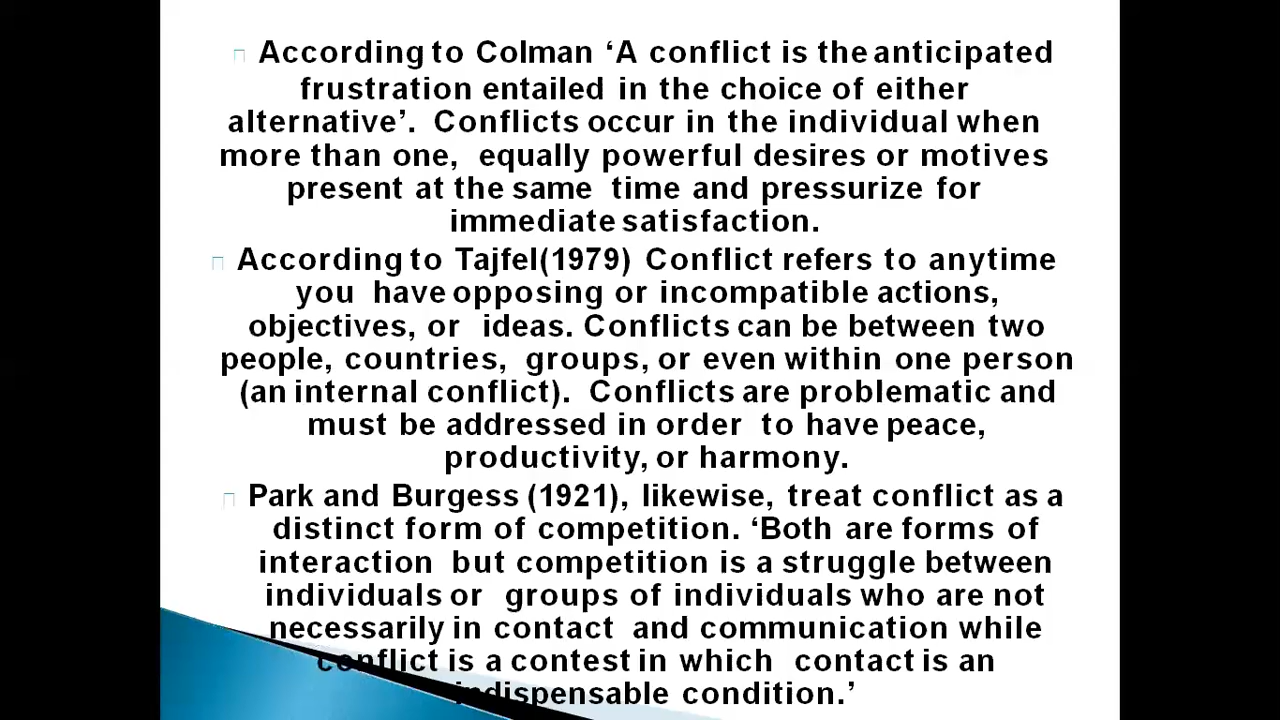 According to Colman ‘A conflict is the anticipated
frustration entailed in the choice of either
alternative’. Conflicts occur in the individual when
more than one, equally powerful desires or motives
present at the same time and pressurize for
immediate satisfaction.
According to Tajfel(1979) Conflict refers to anytime
you have opposing or incompatible actions,
objectives, or ideas. Conflicts can be between two
people, countries, groups, or even within one person
(an internal conflict). Conflicts are problematic and
must be addressed in order to have peace,
productivity, or harmony.
Park and Burgess (1921), likewise, treat conflict as a
distinct form of competition. ‘Both are forms of
interaction but competition is a struggle between
individuals or groups of individuals who are not
necessarily in contact and communication while
conflict is a contest in which contact is an
indispensable condition.’